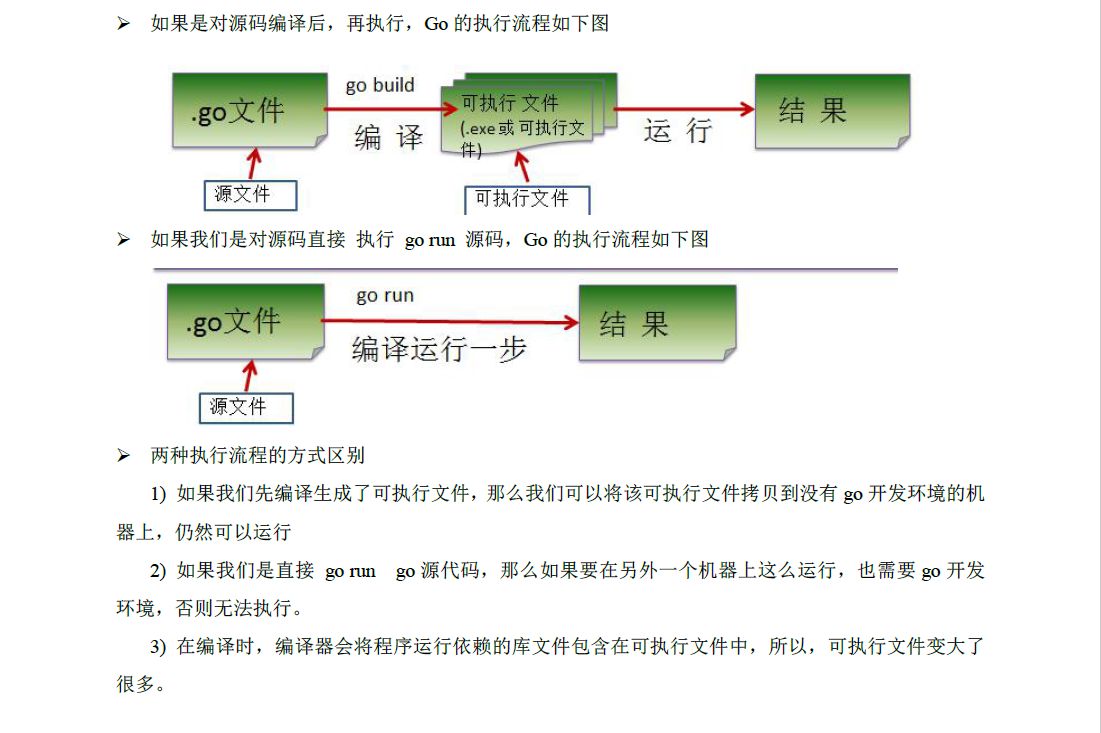 ➢ 如果是对源码编译后，再执行，Go 的执行流程如下图
go build
.go文件
可执行 文件
(.exe或 可执行文
件)
结 果
编 译
运 行
源文件
可执行文件
➢ 如果我们是对源码直接 执行 go run 源码，Go 的执行流程如下图
go run
.go文件
结 果
编译运行一步
源文件
➢ 两种执行流程的方式区别
1) 如果我们先编译生成了可执行文件，那么我们可以将该可执行文件拷贝到没有 go 开发环境的机
器上，仍然可以运行
2) 如果我们是直接 go run go 源代码，那么如果要在另外一个机器上这么运行，也需要 go 开发
环境，否则无法执行。
3) 在编译时，编译器会将程序运行依赖的库文件包含在可执行文件中，所以，可执行文件变大了
很多。